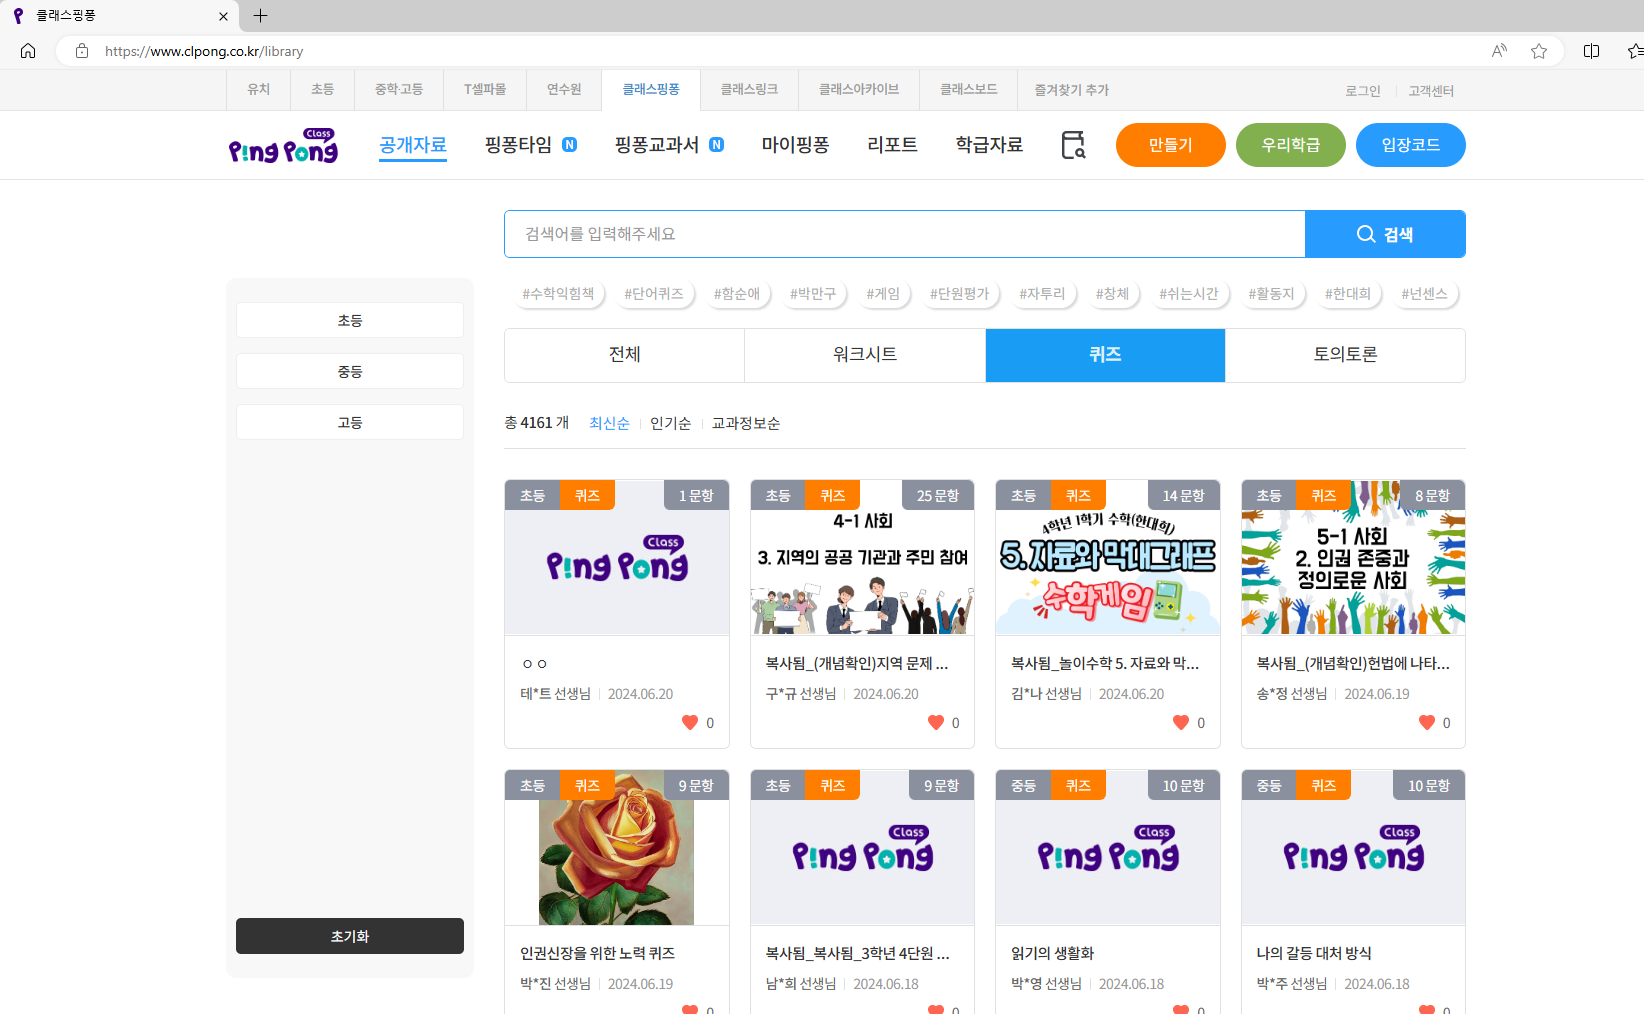 클래스핑퐁
https://www.clpong.co.kr/library
유치 초등 중학·고등 T셀파몰 연수원 클래스핑퐁 클래스링크 클래스아카이브 클래스보드 즐겨찾기 추가 로그인 고객센터
Class Ping Pong 공개자료 핑퐁타임 N 핑퐁교과서 N 마이핑퐁 리포트 학급자료 만들기 우리학급 입장코드
검색어를 입력해주세요 검색
#수학익힘책 #단어퀴즈 #함순애 #박만구 #게임 #단원평가 #자투리 #창체 #쉬는시간 #활동지 #한대희 #넌센스
초등
중등
고등
초기화
전체 워크시트 퀴즈 토의토론
총 4161 개 최신순 인기순 교과정보순
초등 퀴즈 1 문항
Class
Ping Pong
ㅇㅇ
테*트 선생님 2024.06.20
0
초등 퀴즈 25 문항
4-1 사회
3. 지역의 공공 기관과 주민 참여
복사됨_(개념확인)지역 문제 ...
구*규 선생님 2024.06.20
0
초등 퀴즈 14 문항
4학년 1학기 수학(한대희)
5. 자료와 막대그래프
수학게임
복사됨_놀이수학 5. 자료와 막...
김*나 선생님 2024.06.20
0
초등 퀴즈 8 문항
5-1 사회
2. 인권 존중과
정의로운 사회
복사됨_(개념확인)헌법에 나타...
송*정 선생님 2024.06.19
0
초등 퀴즈 9 문항
인권신장을 위한 노력 퀴즈
박*진 선생님 2024.06.19
0
초등 퀴즈 9 문항
Class
Ping Pong
복사됨_복사됨_3학년 4단원 ...
남*희 선생님 2024.06.18
0
중등 퀴즈 10 문항
Class
Ping Pong
읽기의 생활화
박*영 선생님 2024.06.18
0
중등 퀴즈 10 문항
Class
Ping Pong
나의 갈등 대처 방식
박*주 선생님 2024.06.18
0